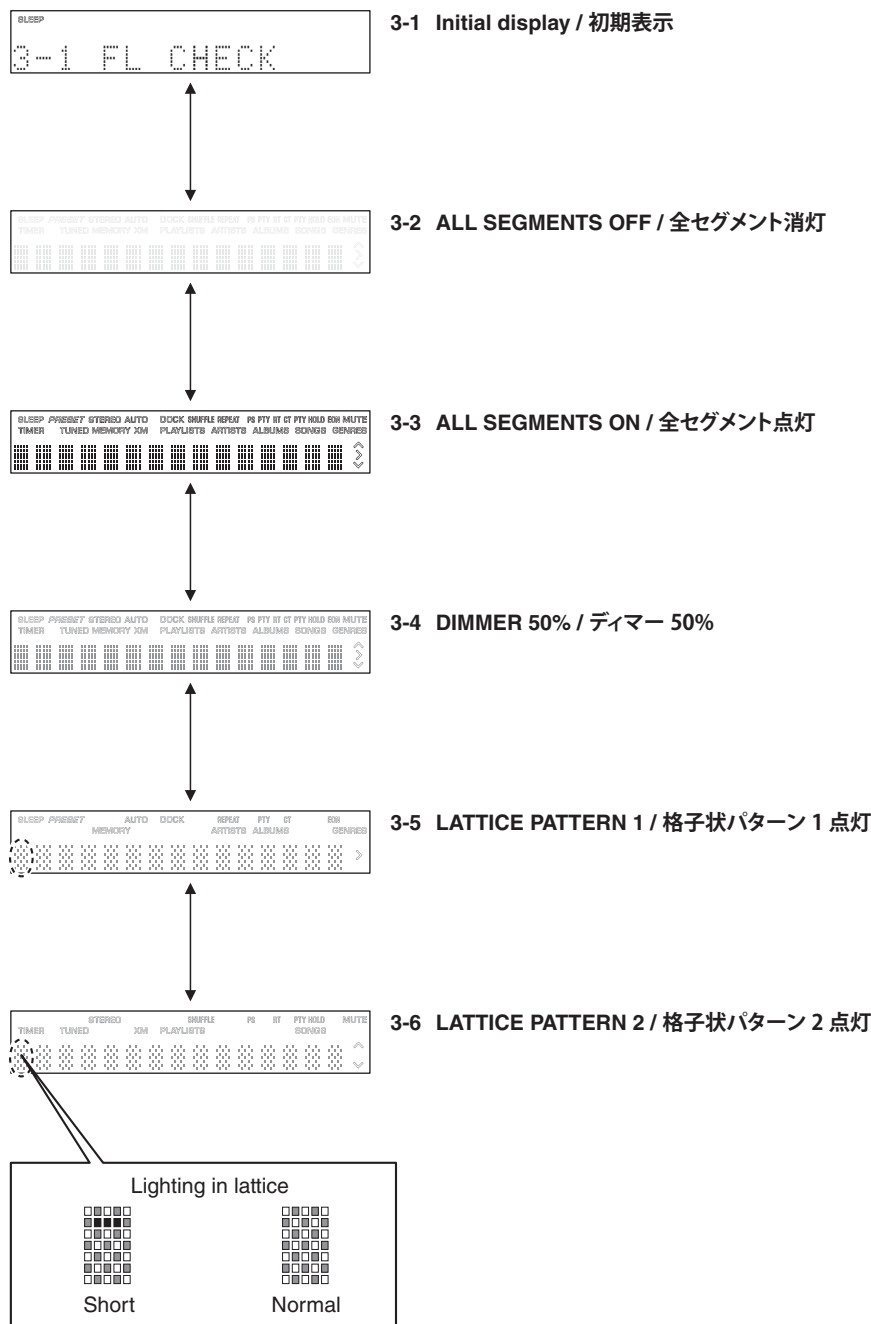 SLEEP
3-1 FL CHECK
3-1 Initial display / 初期表示
SLEEP PRESET STEREO AUTO DOCK SHUFFLE REPEAT PS PTY RT CT PTY HOLD EON MUTE
TIMER TUNED MEMORY XM PLAYLISTS ARTISTS ALBUMS SONGS GENRES
3-2 ALL SEGMENTS OFF / 全セグメント消灯
SLEEP PRESET STEREO AUTO DOCK SHUFFLE REPEAT PS PTY RT CT PTY HOLD EON MUTE
TIMER TUNED MEMORY XM PLAYLISTS ARTISTS ALBUMS SONGS GENRES
3-3 ALL SEGMENTS ON / 全セグメント点灯
SLEEP PRESET STEREO AUTO DOCK SHUFFLE REPEAT PS PTY RT CT PTY HOLD EON MUTE
TIMER TUNED MEMORY XM PLAYLISTS ARTISTS ALBUMS SONGS GENRES
3-4 DIMMER 50% / ディマー 50%
SLEEP PRESET AUTO DOCK REPEAT PTY CT EON
MEMORY ARTISTS ALBUMS GENRES
3-5 LATTICE PATTERN 1 / 格子状パターン 1 点灯
STEREO SHUFFLE PS RT PTY HOLD MUTE
TIMER TUNED XM PLAYLISTS SONGS
3-6 LATTICE PATTERN 2 / 格子状パターン 2 点灯
Lighting in lattice
Short Normal